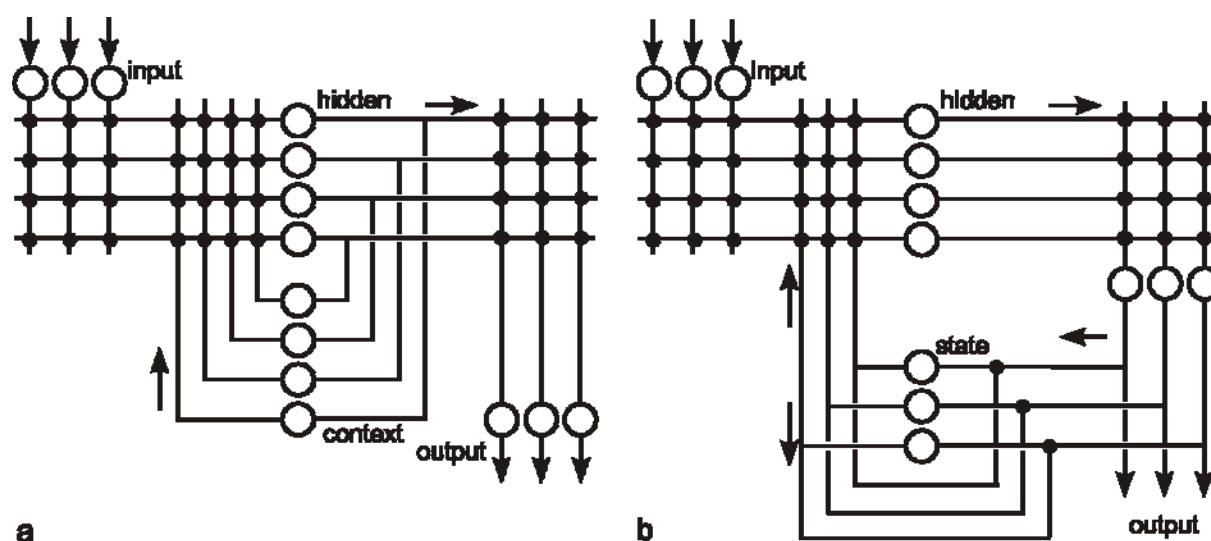 input
hidden
context
output
a
input
hidden
state
output
b